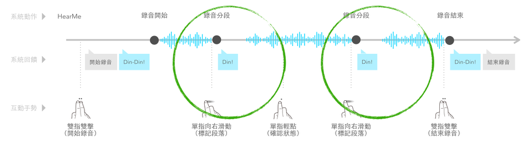 系統動作
HearMe
錄音開始
錄音分段
錄音分段
錄音結束
系統回饋
開始錄音
Din-Din!
Din!
Din!
Din-Din!
結束錄音
互動手勢
雙指雙擊
(開始錄音)
單指向右滑動
(標記段落)
單指輕點
(確認狀態)
單指向右滑動
(標記段落)
雙指雙擊
(結束錄音)